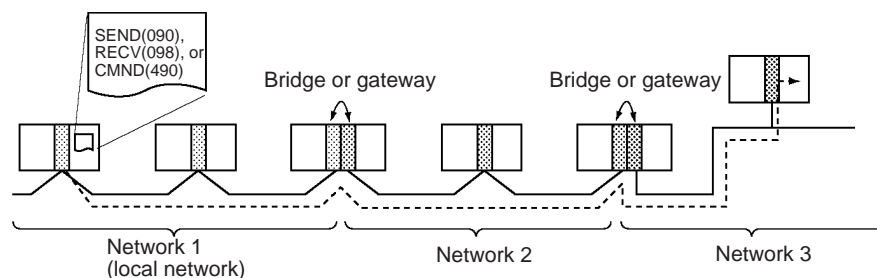 SEND(090),
RECV(098), or
CMND(490)
Bridge or gateway
Bridge or gateway
Network 1
(local network)
Network 2
Network 3